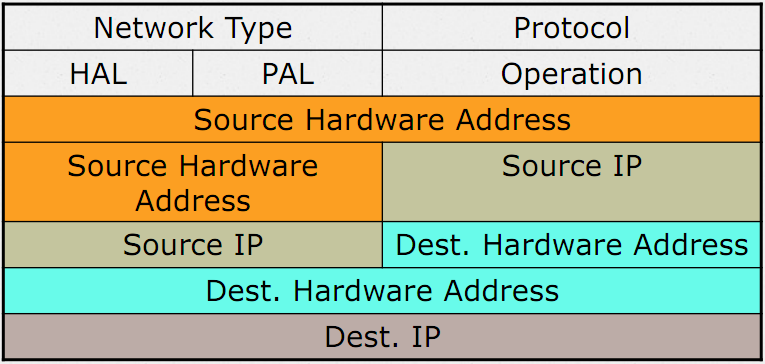 Network Type
Protocol
HAL
PAL
Operation
Source Hardware Address
Source Hardware
Address
Source IP
Source IP
Dest. Hardware Address
Dest. Hardware Address
Dest. IP